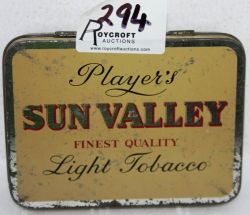 294
ROYCROFT
AUCTIONS
www.roycroftauctions.com
Player's
SUN VALLEY
FINEST QUALITY
Light Tobacco